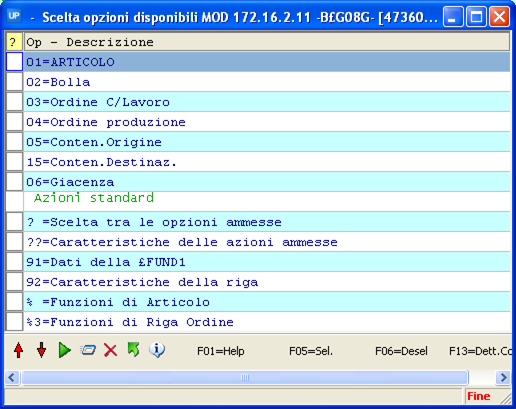 UP - Scelta opzioni disponibili MOD 172.16.2.11 -B£G08G- [47360...
? Op - Descrizione
01=ARTICOLO
02=Bolla
03=Ordine C/Lavoro
04=Ordine produzione
05=Conten.Origine
15=Conten.Destinaz.
06=Giacenza
Azioni standard
? =Scelta tra le opzioni ammesse
??=Caratteristiche delle azioni ammesse
91=Dati della £FUND1
92=Caratteristiche della riga
% =Funzioni di Articolo
%3=Funzioni di Riga Ordine
F01=Help F05=Sel. F06=Desel F13=Dett.Co
Fine